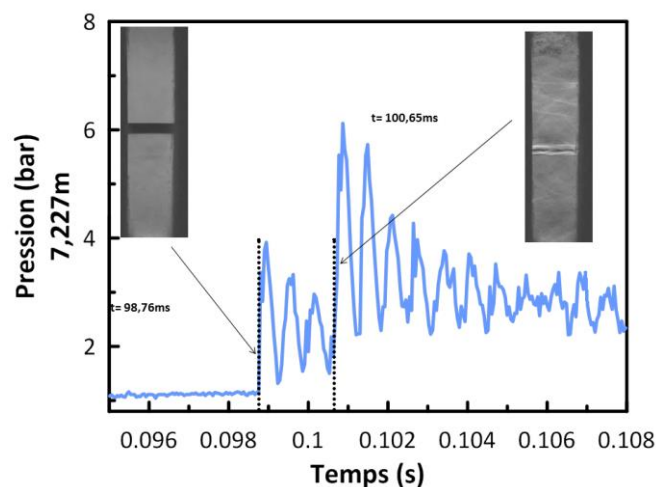 8
6
4
2
Pression (bar)
7,227m
t= 100,65ms
t= 98,76ms
0.096 0.098 0.1 0.102 0.104 0.106 0.108
Temps (s)